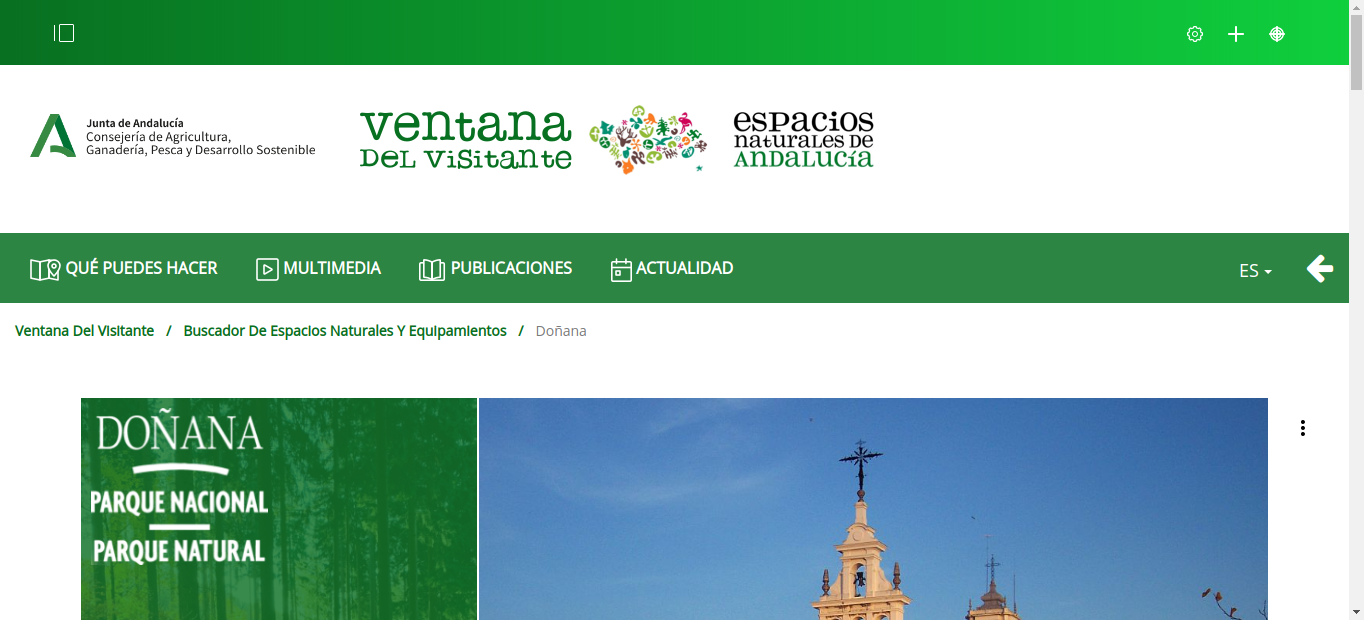 Junta de Andalucía
Consejería de Agricultura,
Ganadería, Pesca y Desarrollo Sostenible
ventana
DEL VISITANTE
espacios
naturales de
ANDALUCÍA
QUÉ PUEDES HACER
MULTIMEDIA
PUBLICACIONES
ACTUALIDAD
ES
Ventana Del Visitante / Buscador De Espacios Naturales Y Equipamientos / Doñana
DOÑANA
PARQUE NACIONAL
PARQUE NATURAL